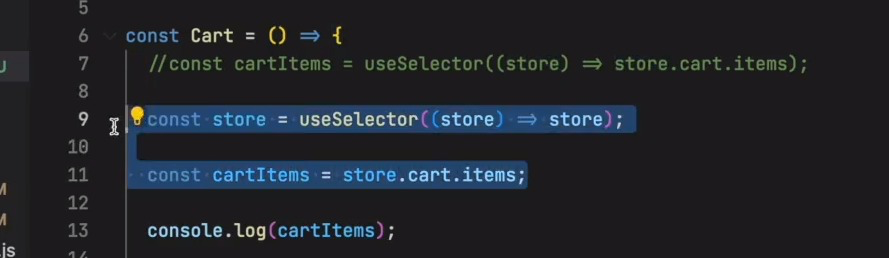 5
6 const Cart = () => {
7 //const cartItems = useSelector((store) => store.cart.items);
8
9 const store = useSelector((store) => store);
10
11 const cartItems = store.cart.items;
12
13 console.log(cartItems);
14
U
M
M
.js